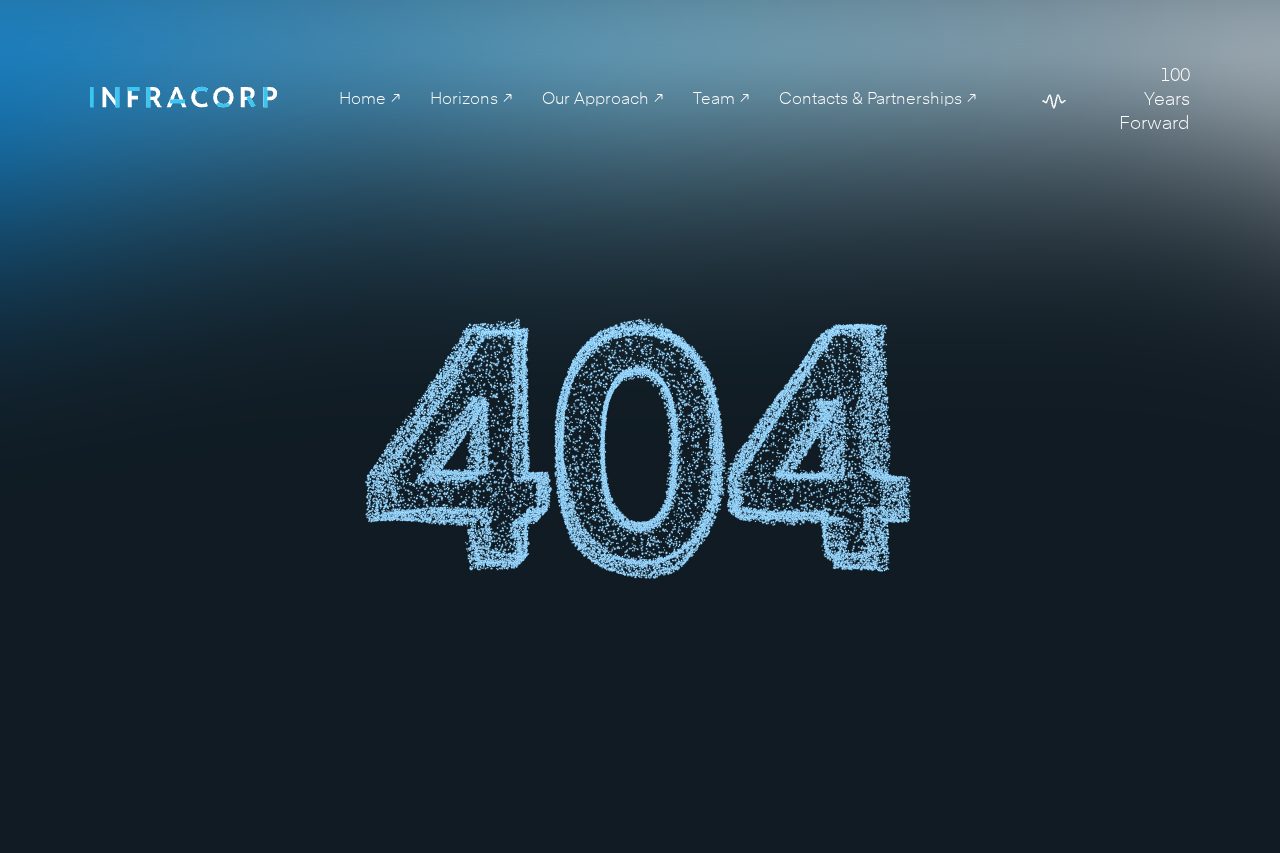 INFRACORP
Home
Horizons
Our Approach
Team
Contacts & Partnerships
100
Years
Forward
404